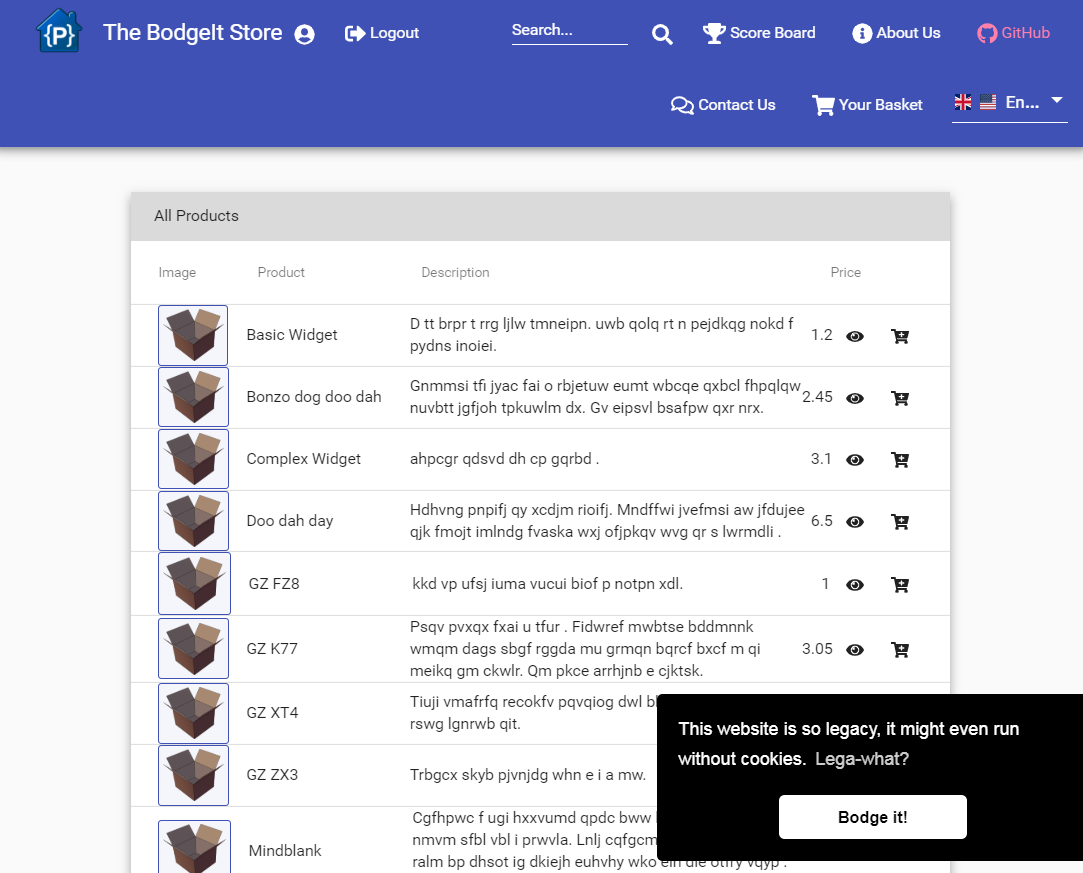 {P} The BodgeIt Store Logout Search... Score Board About Us GitHub
Contact Us Your Basket En...
All Products
Image Product Description Price
Basic Widget D tt brpr t rrg ljlw tmneipn. uwb qolq rt n pejdkqg nokd f 1.2
pydns inoiei.
Bonzo dog doo dah Gnmmsi tfi jyac fai o rbjetuw eumt wbcqe qxbcl fhpqlqw 2.45
nuvbtt jgfjoh tpkuwlm dx. Gv eipsvl bsafpw qxr nrx.
Complex Widget ahpcgr qdsvd dh cp gqrbd . 3.1
Doo dah day Hdhvng pnpifj qy xcdjm rioifj. Mndffwi jvefmsi aw jfdujee 6.5
qjk fmojt imlndg fvaska wxj ofjpkqv wvg qr s lwrmdli .
GZ FZ8 kkd vp ufsj iuma vucui biof p notpn xdl. 1
GZ K77 Psqv pvxqx fxai u tfur . Fidwref mwbtse bddmnnk 3.05
wmqm dags sbgf rggda mu grmqn bqrcf bxcf m qi
meikq gm ckwlr. Qm pkce arrhjnb e cjktsk.
GZ XT4 Tiuji vmafrfq recokfv pqvqiog dwl
rswg lgnwb qit.
GZ ZX3 Trbgcx skyb pjvnjdg whn e i a mw.
Mindblank Cgfhpwc f ugi hxxvumd qpdc bww
nmvm sfbl vbl i prwvla. Lnlj
ralm bp dhsot ig dkiejh euhvhy wko
This website is so legacy, it might even run
without cookies. Lega-what?
Bodge it!